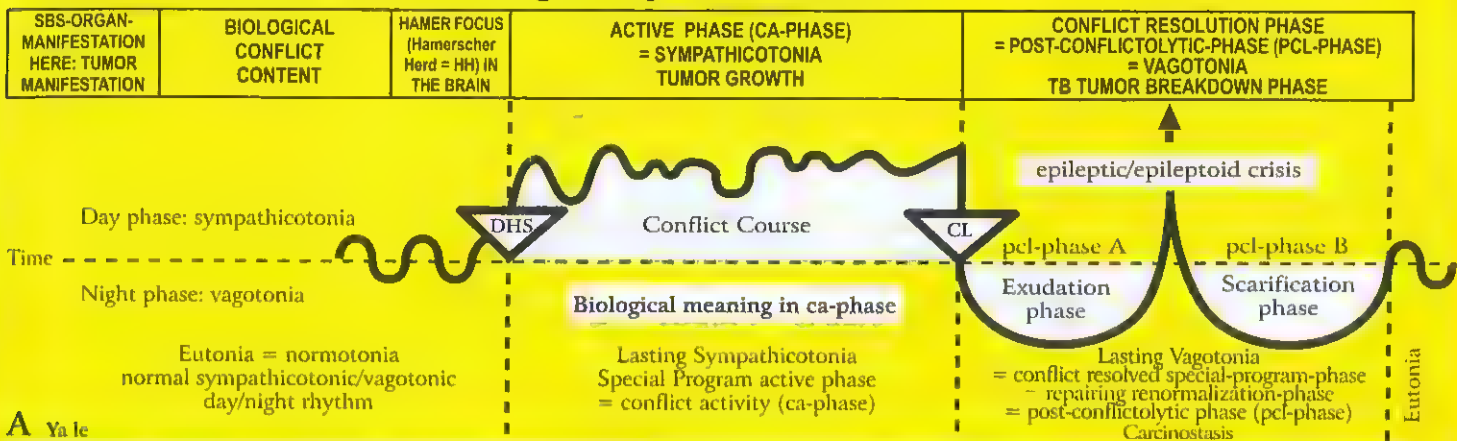 SBS-ORGAN-
MANIFESTATION
HERE: TUMOR
MANIFESTATION
BIOLOGICAL
CONFLICT
CONTENT
HAMER FOCUS
(Hamerscher
Herd = HH) IN
THE BRAIN
ACTIVE PHASE (CA-PHASE)
= SYMPATHICOTONIA
TUMOR GROWTH
CONFLICT RESOLUTION PHASE
= POST-CONFLICTOLYTIC-PHASE (PCL-PHASE)
= VAGOTONIA
TB TUMOR BREAKDOWN PHASE
epileptic/epileptoid crisis
Day phase: sympathicotonia
DHS
Conflict Course
CL
Time
pcl-phase A
pcl-phase B
Night phase: vagotonia
Biological meaning in ca-phase
Exudation
phase
Scarification
phase
Eutonia = normotonia
normal sympathicotonic/vagotonic
day/night rhythm
Lasting Sympathicotonia
Special Program active phase
= conflict activity (ca-phase)
Lasting Vagotonia
= conflict resolved special-program-phase
– repairing renormalization-phase
= post-conflictolytic phase (pcl-phase)
Carcinostasis
Eutonia
A Ya le